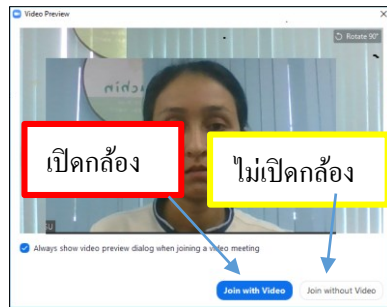 Video Preview
Rotate 90°
เปิดกล้อง
ไม่เปิดกล้อง
Always show video preview dialog when joining a video meeting
Join with Video
Join without Video